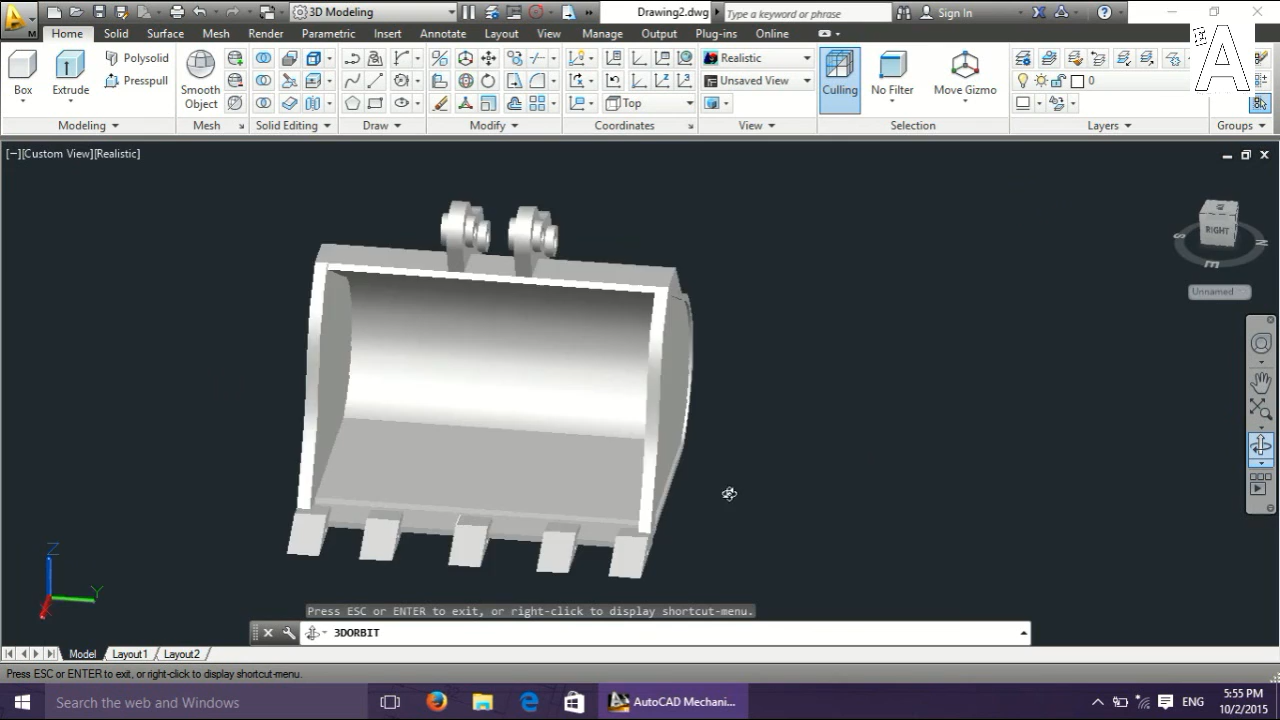 3D Modeling
Drawing2.dwg
Type a keyword or phrase
Sign In
M
Home
Solid
Surface
Mesh
Render
Parametric
Insert
Annotate
Layout
View
Manage
Output
Plug-ins
Online
A
Box
Extrude
Polysolid
Presspull
Smooth
Object
Realistic
Unsaved View
Top
Culling
No Filter
Move Gizmo
0
Modeling
Mesh
Solid Editing
Draw
Modify
Coordinates
View
Selection
Layers
Groups
[−][Custom View][Realistic]
RIGHT
S
N
E
Unnamed
Z
Y
X
Press ESC or ENTER to exit, or right-click to display shortcut-menu.
3DORBIT
Model
Layout1
Layout2
Press ESC or ENTER to exit, or right-click to display shortcut-menu.
Search the web and Windows
AutoCAD Mechani...
ENG
5:55 PM
10/2/2015